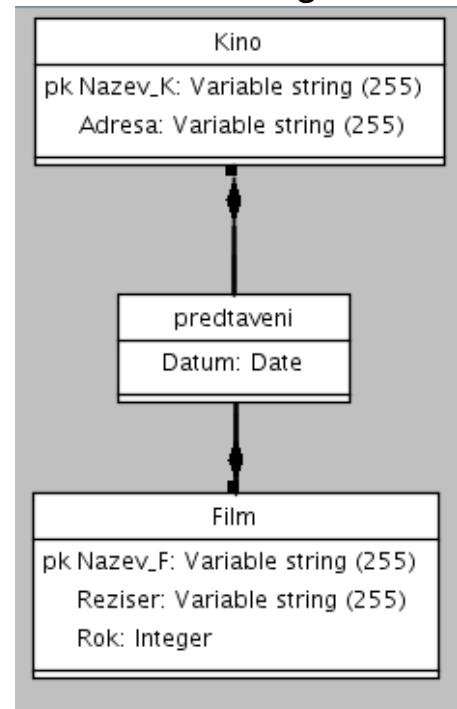 Kino
pk Nazev_K: Variable string (255)
Adresa: Variable string (255)
predtaveni
Datum: Date
Film
pk Nazev_F: Variable string (255)
Reziser: Variable string (255)
Rok: Integer